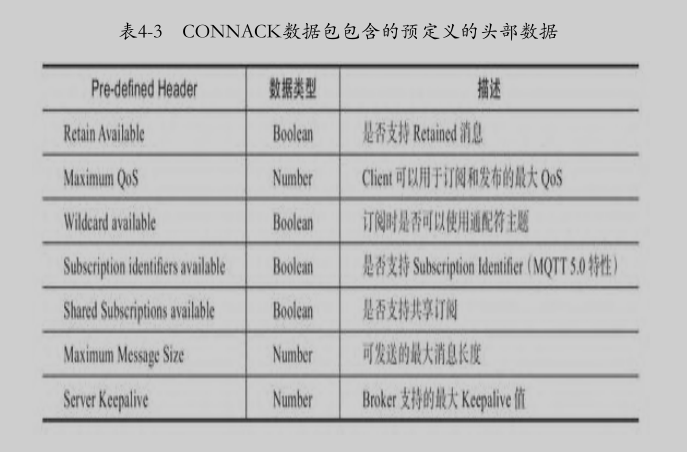 表4-3 CONNACK数据包包含的预定义的头部数据
Pre-defined Header 数据类型 描述
Retain Available Boolean 是否支持 Retained 消息
Maximum QoS Number Client 可以用于订阅和发布的最大 QoS
Wildcard available Boolean 订阅时是否可以使用通配符主题
Subscription identifiers available Boolean 是否支持 Subscription Identifier（MQTT 5.0 特性）
Shared Subscriptions available Boolean 是否支持共享订阅
Maximum Message Size Number 可发送的最大消息长度
Server Keepalive Number Broker 支持的最大 Keepalive 值